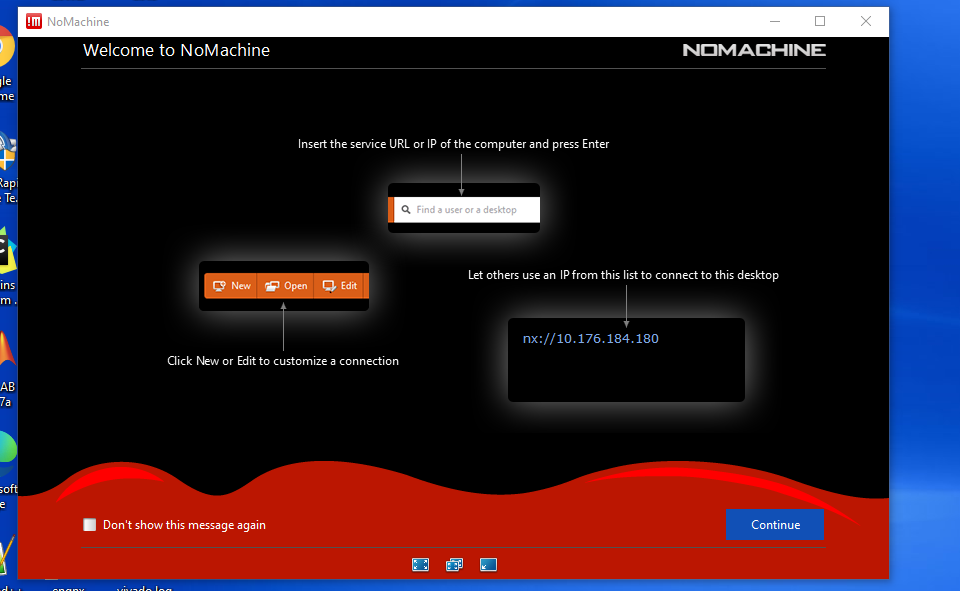 !M NoMachine
Welcome to NoMachine
NOMACHINE
Insert the service URL or IP of the computer and press Enter
Find a user or a desktop
New
Open
Edit
Click New or Edit to customize a connection
Let others use an IP from this list to connect to this desktop
nx://10.176.184.180
Don't show this message again
Continue
gle
me
Rapi
Te.
ins
m .
AB
7a
soft
e
d++
engnx
vivado.log